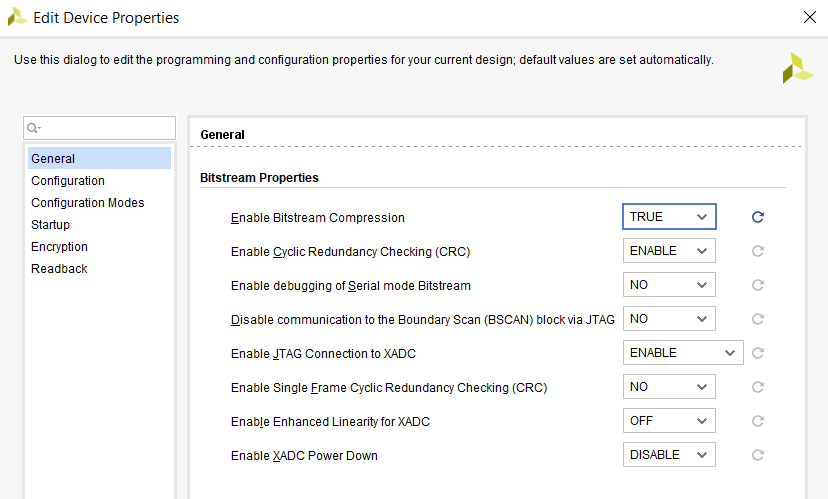 Edit Device Properties
Use this dialog to edit the programming and configuration properties for your current design; default values are set automatically.
General
Configuration
Configuration Modes
Startup
Encryption
Readback
General
Bitstream Properties
Enable Bitstream Compression TRUE
Enable Cyclic Redundancy Checking (CRC) ENABLE
Enable debugging of Serial mode Bitstream NO
Disable communication to the Boundary Scan (BSCAN) block via JTAG NO
Enable JTAG Connection to XADC ENABLE
Enable Single Frame Cyclic Redundancy Checking (CRC) NO
Enable Enhanced Linearity for XADC OFF
Enable XADC Power Down DISABLE